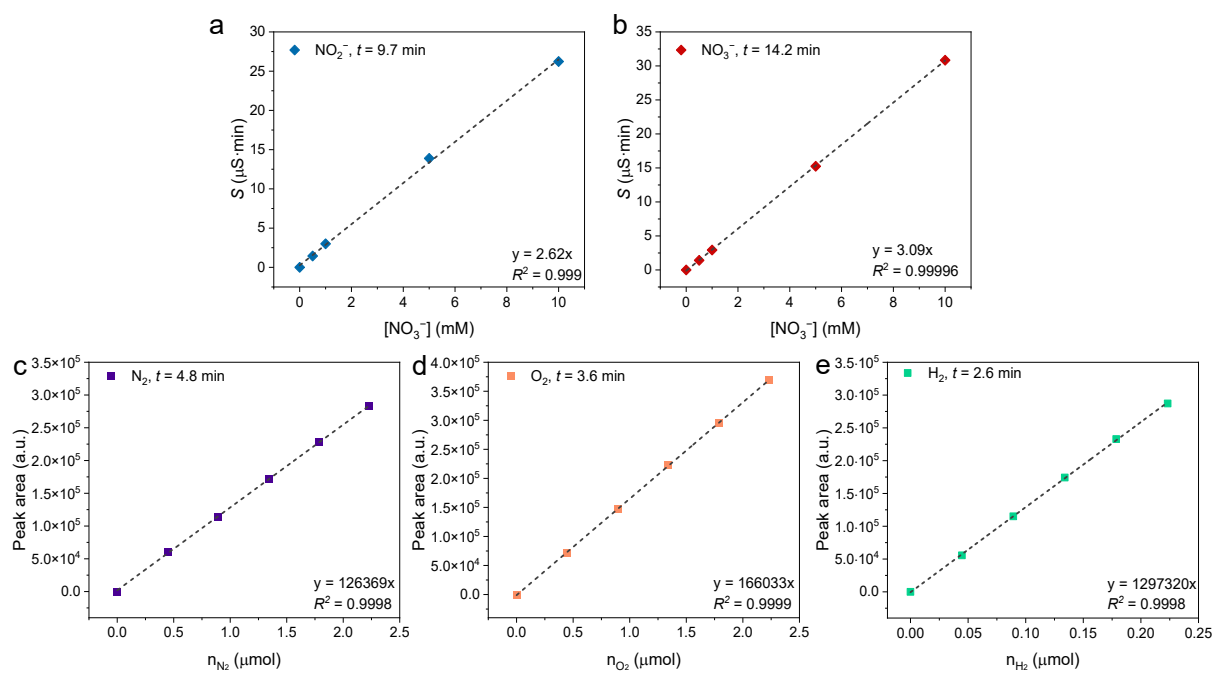 a
NO₂⁻, t = 9.7 min
30
25
20
15
10
5
0
S (μS·min)
0 2 4 6 8 10
[NO₃⁻] (mM)
y = 2.62x
R² = 0.999
b
NO₃⁻, t = 14.2 min
35
30
25
20
15
10
5
0
S (μS·min)
0 2 4 6 8 10
[NO₃⁻] (mM)
y = 3.09x
R² = 0.99996
c
N₂, t = 4.8 min
3.5×10⁵
3.0×10⁵
2.5×10⁵
2.0×10⁵
1.5×10⁵
1.0×10⁵
5.0×10⁴
0.0
Peak area (a.u.)
0.0 0.5 1.0 1.5 2.0 2.5
n_N₂ (μmol)
y = 126369x
R² = 0.9998
d
O₂, t = 3.6 min
4.0×10⁵
3.5×10⁵
3.0×10⁵
2.5×10⁵
2.0×10⁵
1.5×10⁵
1.0×10⁵
5.0×10⁴
0.0
Peak area (a.u.)
0.0 0.5 1.0 1.5 2.0 2.5
n_O₂ (μmol)
y = 166033x
R² = 0.9999
e
H₂, t = 2.6 min
3.5×10⁵
3.0×10⁵
2.5×10⁵
2.0×10⁵
1.5×10⁵
1.0×10⁵
5.0×10⁴
0.0
Peak area (a.u.)
0.00 0.05 0.10 0.15 0.20 0.25
n_H₂ (μmol)
y = 1297320x
R² = 0.9998